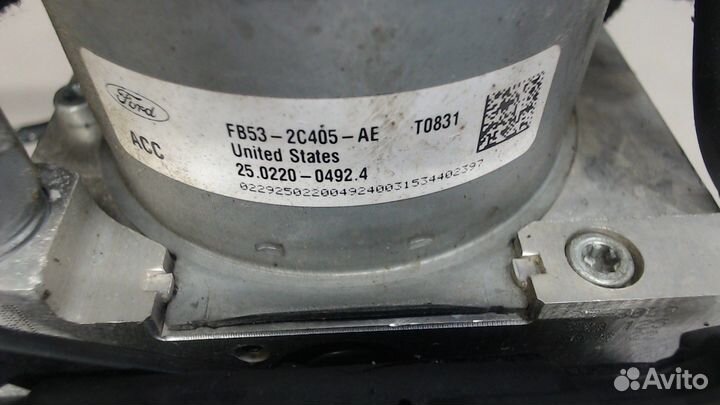 Ford
ACC
FB53-2C405-AE T0831
United States
25.0220-0492.4
0229250220049240031534402397
Avito